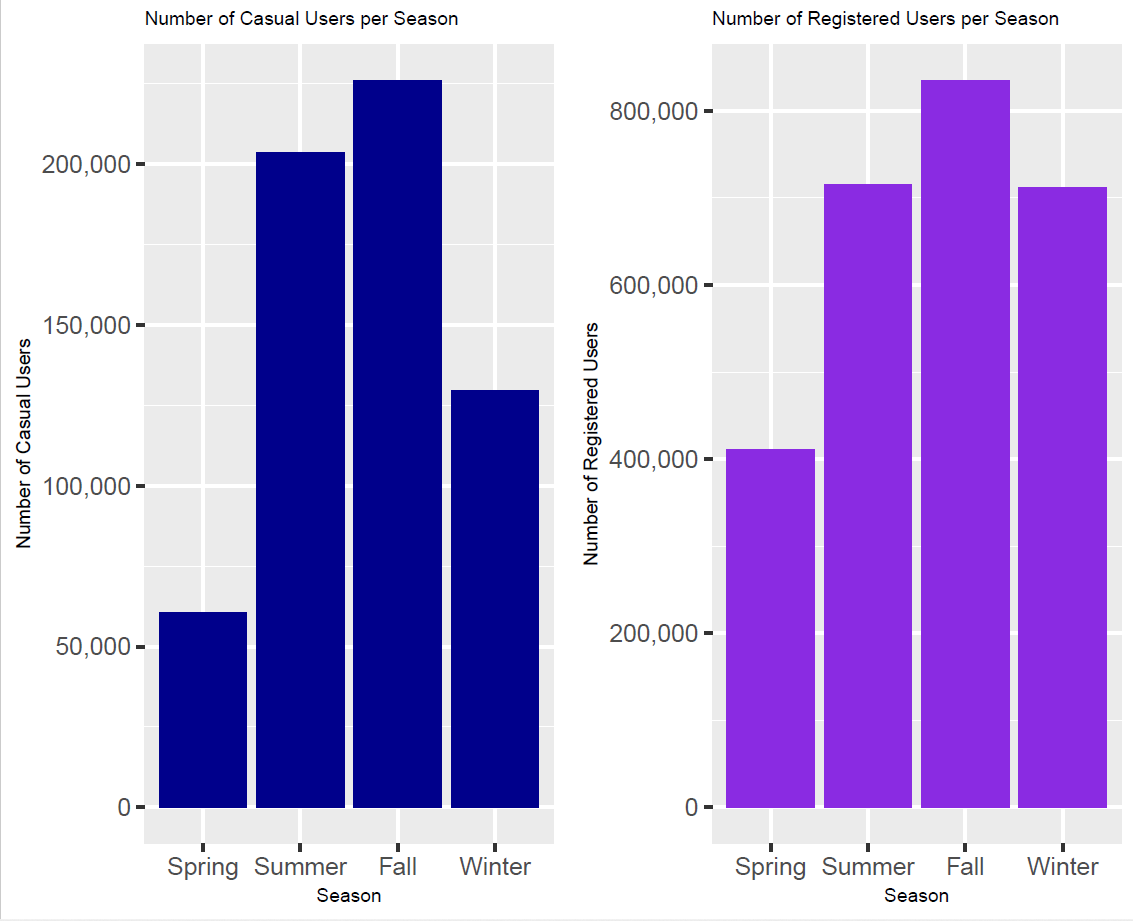 Number of Casual Users per Season
Number of Casual Users
200,000
150,000
100,000
50,000
0
Spring Summer Fall Winter
Season
Number of Registered Users per Season
Number of Registered Users
800,000
600,000
400,000
200,000
0
Spring Summer Fall Winter
Season